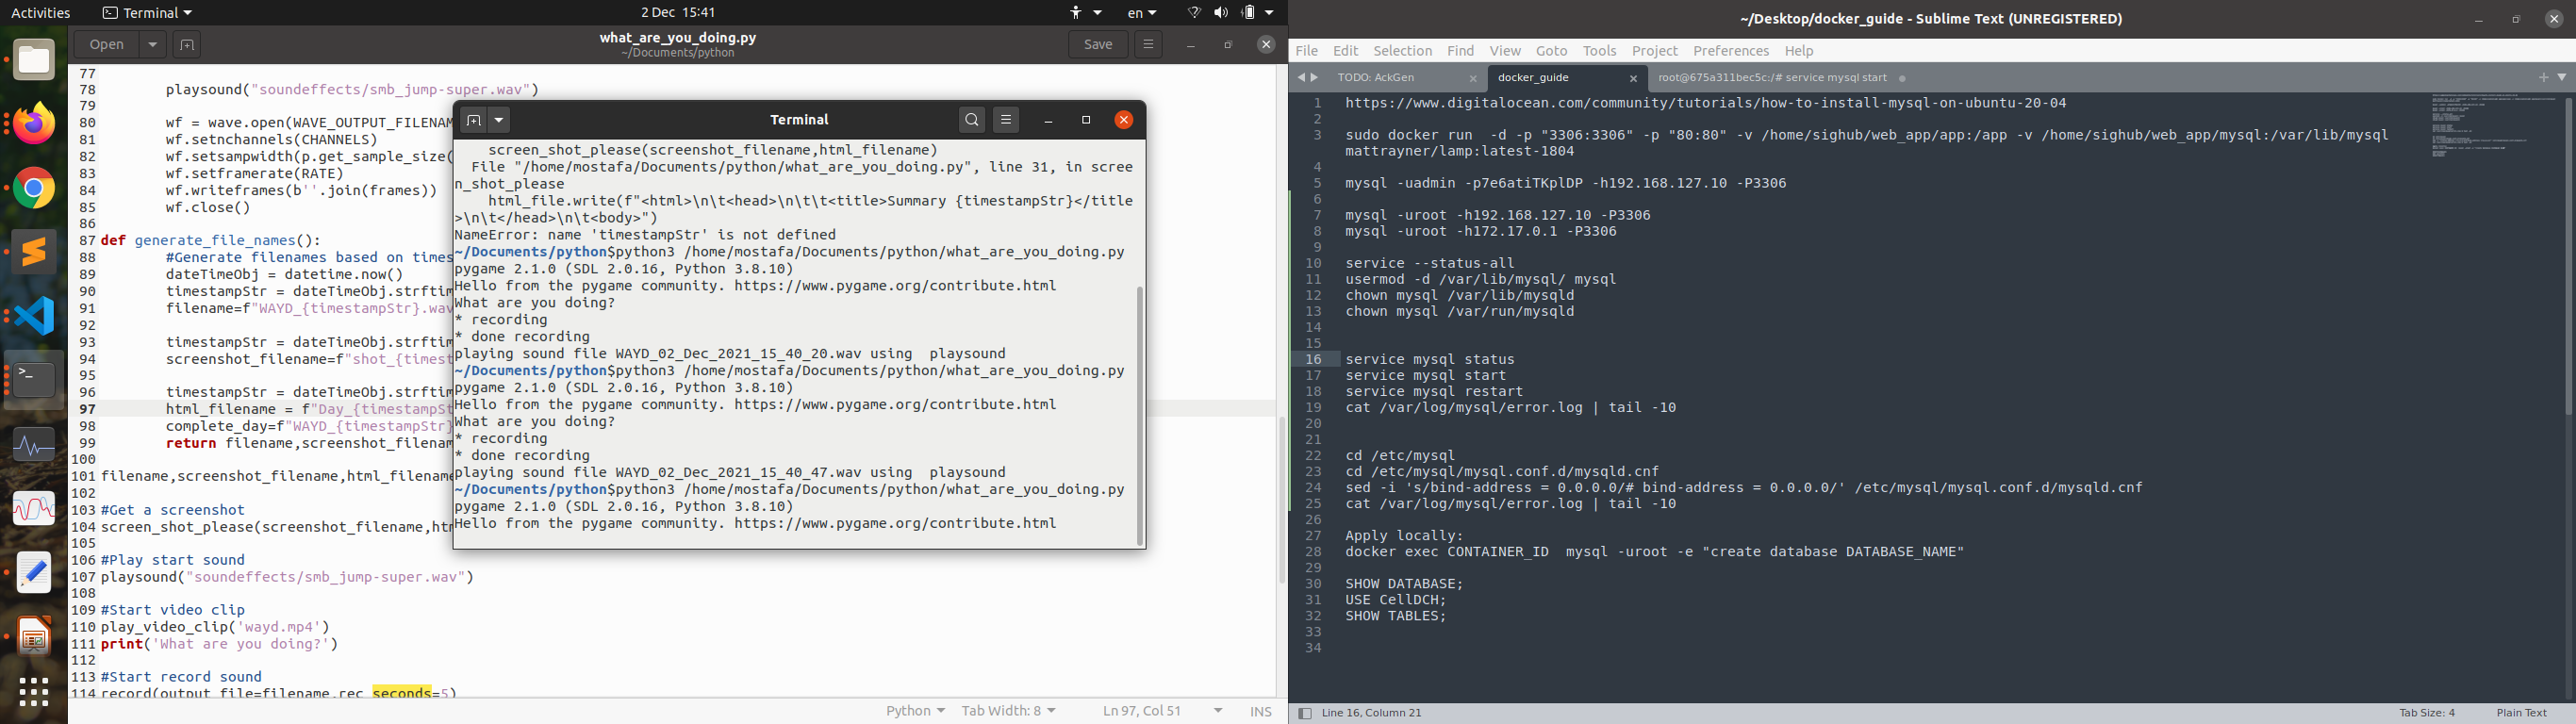 Activities
Terminal
2 Dec 15:41
en
Open
what_are_you_doing.py
~/Documents/python
Save
77
78 playsound("soundeffects/smb_jump-super.wav")
79
80 wf = wave.open(WAVE_OUTPUT_FILENAM
81 wf.setnchannels(CHANNELS)
82 wf.setsampwidth(p.get_sample_size(
83 wf.setframerate(RATE)
84 wf.writeframes(b''.join(frames))
85 wf.close()
86
87 def generate_file_names():
88 #Generate filenames based on times
89 dateTimeObj = datetime.now()
90 timestampStr = dateTimeObj.strftim
91 filename=f"WAYD_{timestampStr}.wav
92
93 timestampStr = dateTimeObj.strftim
94 screenshot_filename=f"shot_{timest
95
96 timestampStr = dateTimeObj.strftim
97 html_filename = f"Day_{timestampSt
98 complete_day=f"WAYD_{timestampStr}
99 return filename,screenshot_filenam
100
101 filename,screenshot_filename,html_filename
102
103 #Get a screenshot
104 screen_shot_please(screenshot_filename,htm
105
106 #Play start sound
107 playsound("soundeffects/smb_jump-super.wav")
108
109 #Start video clip
110 play_video_clip('wayd.mp4')
111 print('What are you doing?')
112
113 #Start record sound
114 record(output_file=filename,rec_seconds=5)
Python
Tab Width: 8
Ln 97, Col 51
INS
Terminal
screen_shot_please(screenshot_filename,html_filename)
File "/home/mostafa/Documents/python/what_are_you_doing.py", line 31, in scree
n_shot_please
html_file.write(f"<html>\n\t<head>\n\t\t<title>Summary {timestampStr}</title
>\n\t</head>\n\t<body>")
NameError: name 'timestampStr' is not defined
~/Documents/python$python3 /home/mostafa/Documents/python/what_are_you_doing.py
pygame 2.1.0 (SDL 2.0.16, Python 3.8.10)
Hello from the pygame community. https://www.pygame.org/contribute.html
What are you doing?
* recording
* done recording
playing sound file WAYD_02_Dec_2021_15_40_20.wav using  playsound
~/Documents/python$python3 /home/mostafa/Documents/python/what_are_you_doing.py
pygame 2.1.0 (SDL 2.0.16, Python 3.8.10)
Hello from the pygame community. https://www.pygame.org/contribute.html
What are you doing?
* recording
* done recording
playing sound file WAYD_02_Dec_2021_15_40_47.wav using  playsound
~/Documents/python$python3 /home/mostafa/Documents/python/what_are_you_doing.py
pygame 2.1.0 (SDL 2.0.16, Python 3.8.10)
Hello from the pygame community. https://www.pygame.org/contribute.html
~/Desktop/docker_guide - Sublime Text (UNREGISTERED)
File Edit Selection Find View Goto Tools Project Preferences Help
TODO: AckGen
docker_guide
root@675a311bec5c:/# service mysql start
1 https://www.digitalocean.com/community/tutorials/how-to-install-mysql-on-ubuntu-20-04
2
3 sudo docker run  -d -p "3306:3306" -p "80:80" -v /home/sighub/web_app/app:/app -v /home/sighub/web_app/mysql:/var/lib/mysql
mattrayner/lamp:latest-1804
4
5 mysql -uadmin -p7e6atiTKplDP -h192.168.127.10 -P3306
6
7 mysql -uroot -h192.168.127.10 -P3306
8 mysql -uroot -h172.17.0.1 -P3306
9
10 service --status-all
11 usermod -d /var/lib/mysql/ mysql
12 chown mysql /var/lib/mysqld
13 chown mysql /var/run/mysqld
14
15
16 service mysql status
17 service mysql start
18 service mysql restart
19 cat /var/log/mysql/error.log | tail -10
20
21
22 cd /etc/mysql
23 cd /etc/mysql/mysql.conf.d/mysqld.cnf
24 sed -i 's/bind-address = 0.0.0.0/# bind-address = 0.0.0.0/' /etc/mysql/mysql.conf.d/mysqld.cnf
25 cat /var/log/mysql/error.log | tail -10
26
27 Apply locally:
28 docker exec CONTAINER_ID  mysql -uroot -e "create database DATABASE_NAME"
29
30 SHOW DATABASE;
31 USE CellDCH;
32 SHOW TABLES;
33
34
Line 16, Column 21
Tab Size: 4
Plain Text